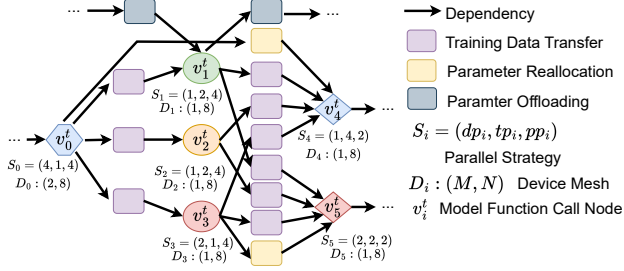 ...
...
Dependency
Training Data Transfer
Parameter Reallocation
Paramter Offloading
$S_i = (dp_i, tp_i, pp_i)$
Parallel Strategy
$D_i : (M, N)$ Device Mesh
$v_i^t$ Model Function Call Node
$v_1^t$
$S_1 = (1, 2, 4)$
$D_1 : (1, 8)$
...
$v_0^t$
$S_0 = (4, 1, 4)$
$D_0 : (2, 8)$
$v_2^t$
$S_2 = (1, 2, 4)$
$D_2 : (1, 8)$
$v_3^t$
$S_3 = (2, 1, 4)$
$D_3 : (1, 8)$
$v_4^t$
...
$S_4 = (1, 4, 2)$
$D_4 : (1, 8)$
$v_5^t$
...
$S_5 = (2, 2, 2)$
$D_5 : (1, 8)$